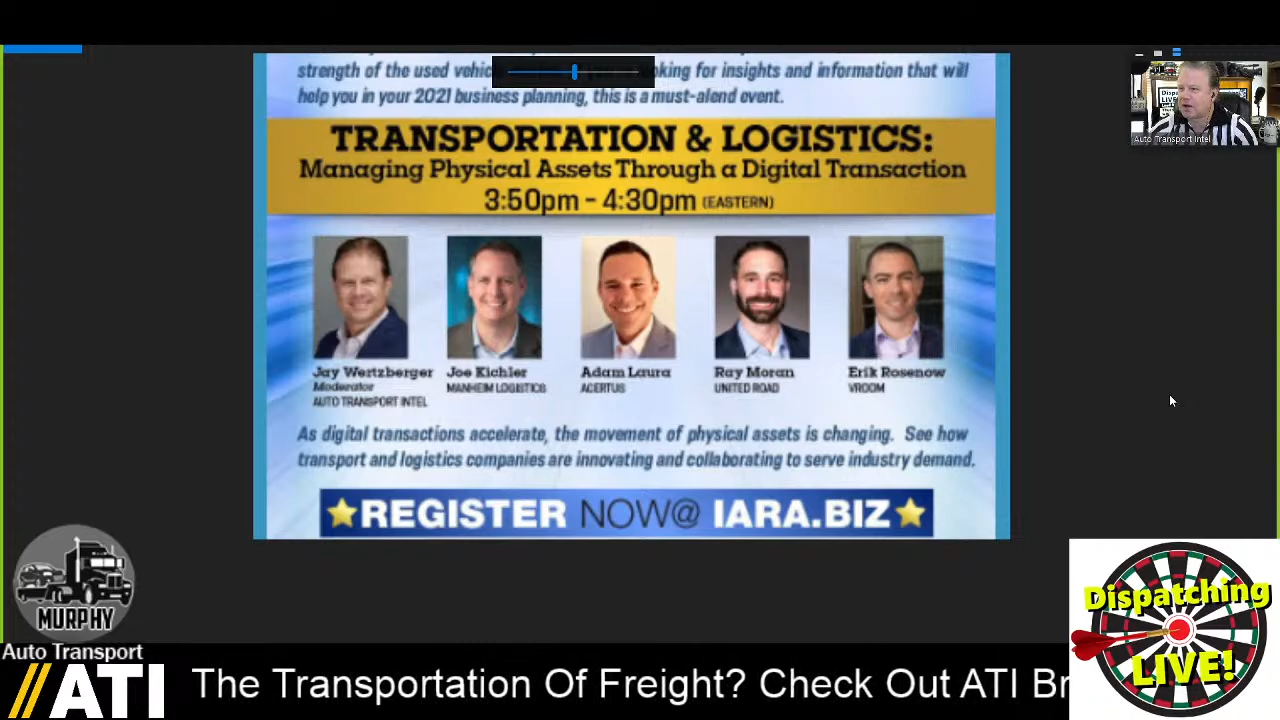 strength of the used vehic oking for insights and information that will
help you in your 2021 business planning, this is a must-alend event.
TRANSPORTATION & LOGISTICS:
Managing Physical Assets Through a Digital Transaction
3:50pm - 4:30pm (EASTERN)
Jay Wertzberger
Moderator
AUTO TRANSPORT INTEL
Joe Kichler
MANHEIM LOGISTICS
Adam Laura
ACERTUS
Ray Moran
UNITED ROAD
Erik Rosenow
VROOM
As digital transactions accelerate, the movement of physical assets is changing. See how
transport and logistics companies are innovating and collaborating to serve industry demand.
REGISTER NOW@ IARA.BIZ
Auto Transport Intel
MURPHY
Auto Transport
ATI
The Transportation Of Freight? Check Out ATI Br
Dispatching
LIVE!